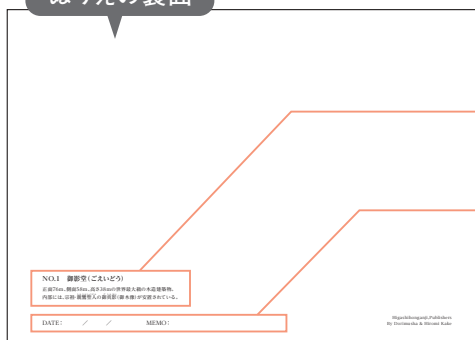 ぬりえの裏面
NO.1 御影堂(ごえいどう)
正面76m、側面58m、高さ38mの世界最大級の木造建築物。
内部には、宗祖・親鸞聖人の御真影(御木像)が安置されている。
DATE: / / MEMO:
Higashihonganji Publishers
By Dorimusha &